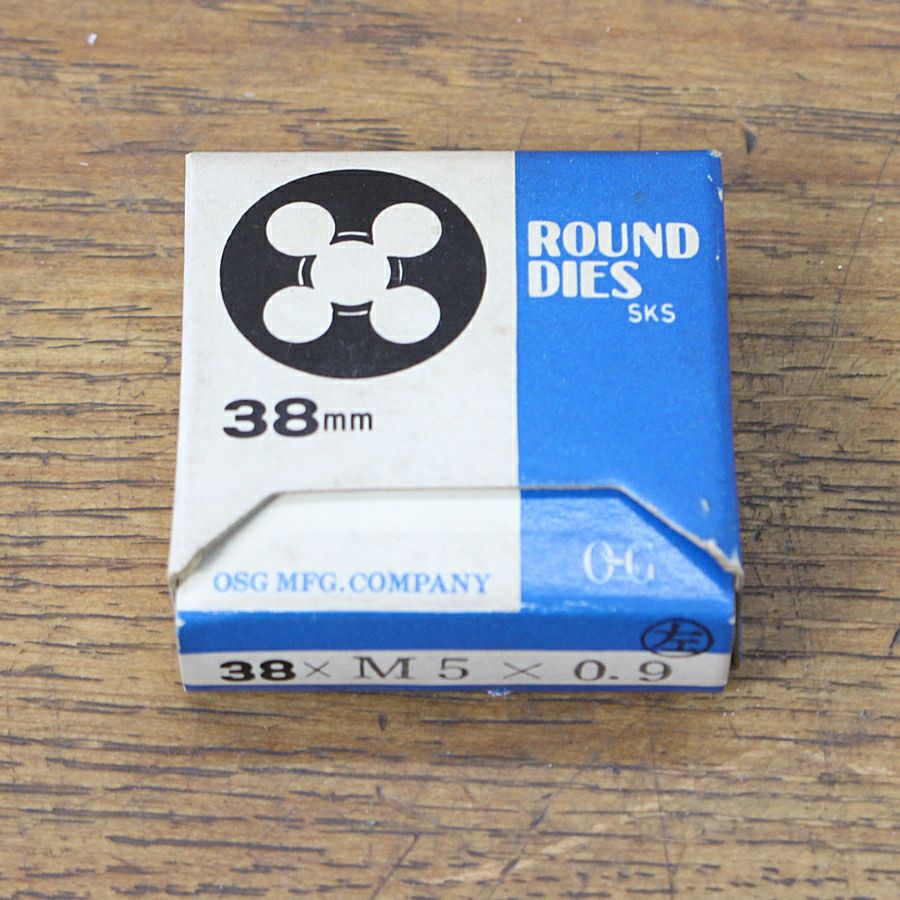 ROUND
DIES
SKS
38mm
OSG MFG.COMPANY
左
38× M5 × 0.9